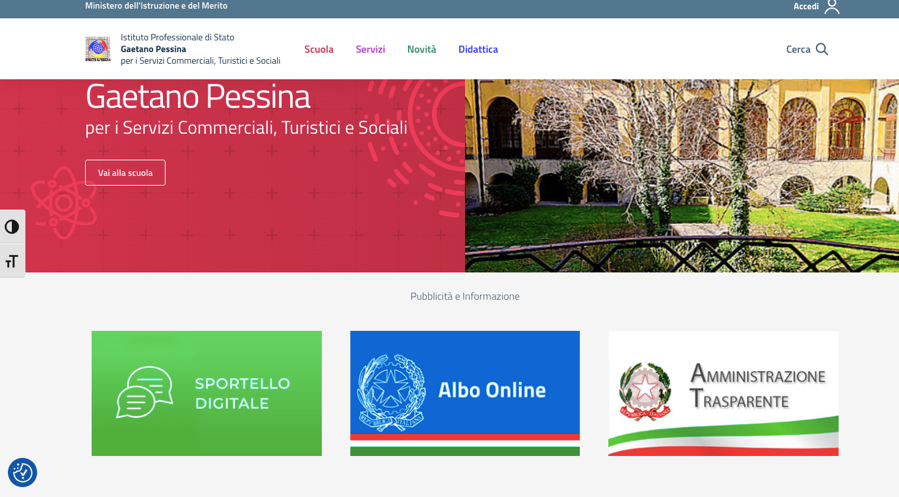 Ministero dell'Istruzione e del Merito
Accedi
Istituto Professionale di Stato
Gaetano Pessina
per i Servizi Commerciali, Turistici e Sociali
Scuola
Servizi
Novità
Didattica
Cerca
Gaetano Pessina
per i Servizi Commerciali, Turistici e Sociali
Vai alla scuola
Pubblicità e Informazione
SPORTELLO
DIGITALE
Albo Online
AMMINISTRAZIONE
TRASPARENTE